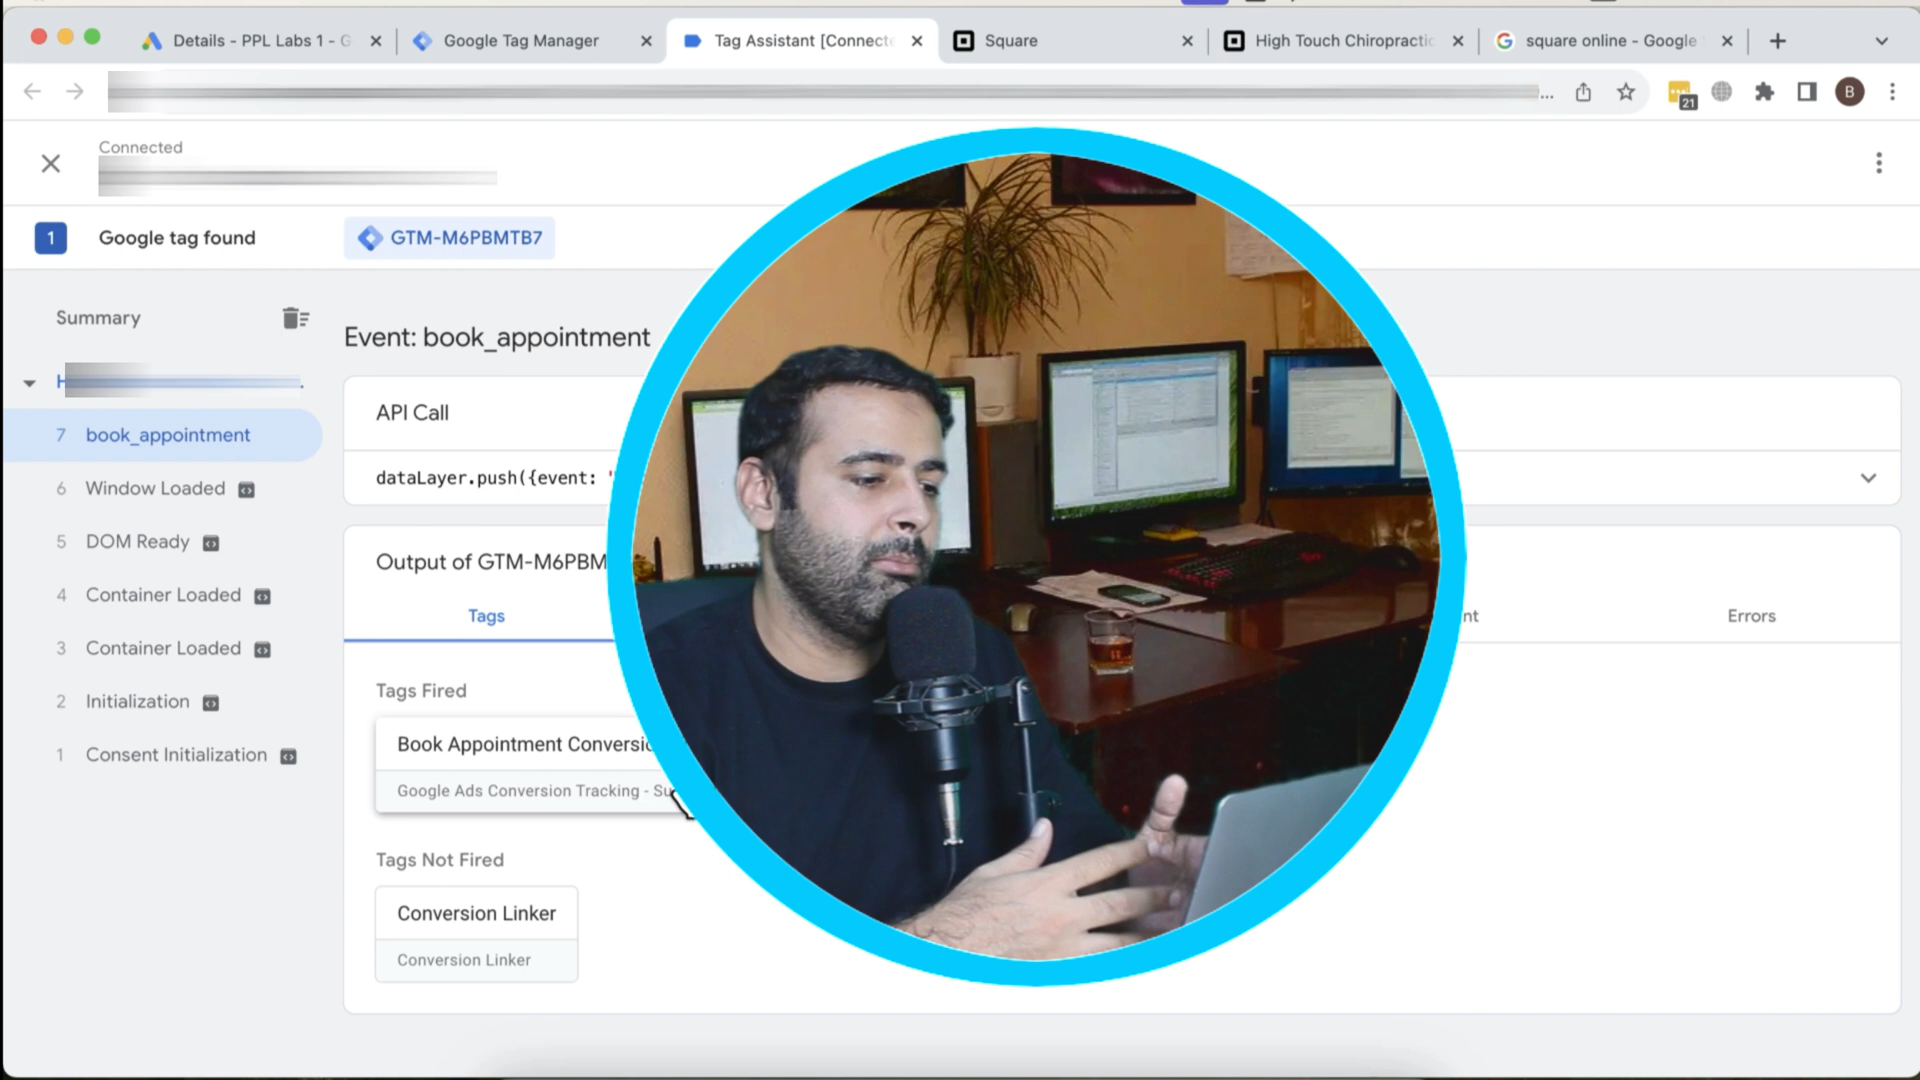 Details - PPL Labs 1 - G
Google Tag Manager
Tag Assistant [Connecte
Square
High Touch Chiropractic
square online - Google
...
21
B
Connected
1
Google tag found
GTM-M6PBMTB7
Summary
Event: book_appointment
API Call
7 book_appointment
dataLayer.push({event: '
6 Window Loaded
5 DOM Ready
Output of GTM-M6PBM
4 Container Loaded
Tags
nt
Errors
3 Container Loaded
Tags Fired
2 Initialization
Book Appointment Conversio
1 Consent Initialization
Google Ads Conversion Tracking - Su
Tags Not Fired
Conversion Linker
Conversion Linker